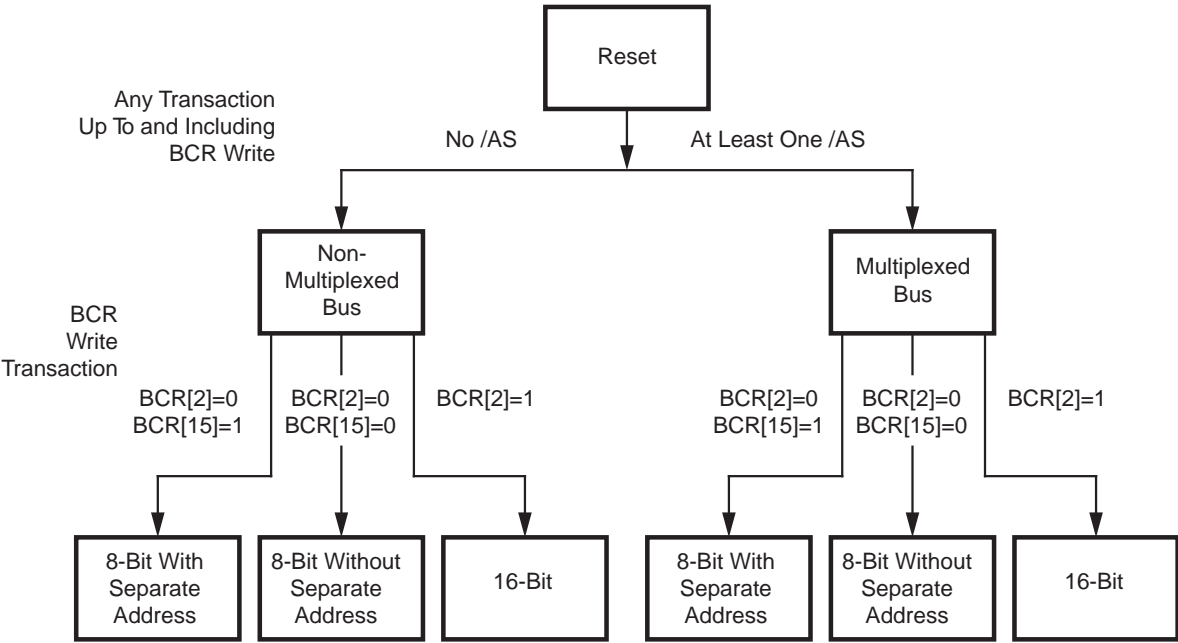 Reset
Any Transaction
Up To and Including
BCR Write
No /AS
At Least One /AS
Non-
Multiplexed
Bus
Multiplexed
Bus
BCR
Write
Transaction
BCR[2]=0
BCR[15]=1
BCR[2]=0
BCR[15]=0
BCR[2]=1
BCR[2]=0
BCR[15]=1
BCR[2]=0
BCR[15]=0
BCR[2]=1
8-Bit With
Separate
Address
8-Bit Without
Separate
Address
16-Bit
8-Bit With
Separate
Address
8-Bit Without
Separate
Address
16-Bit